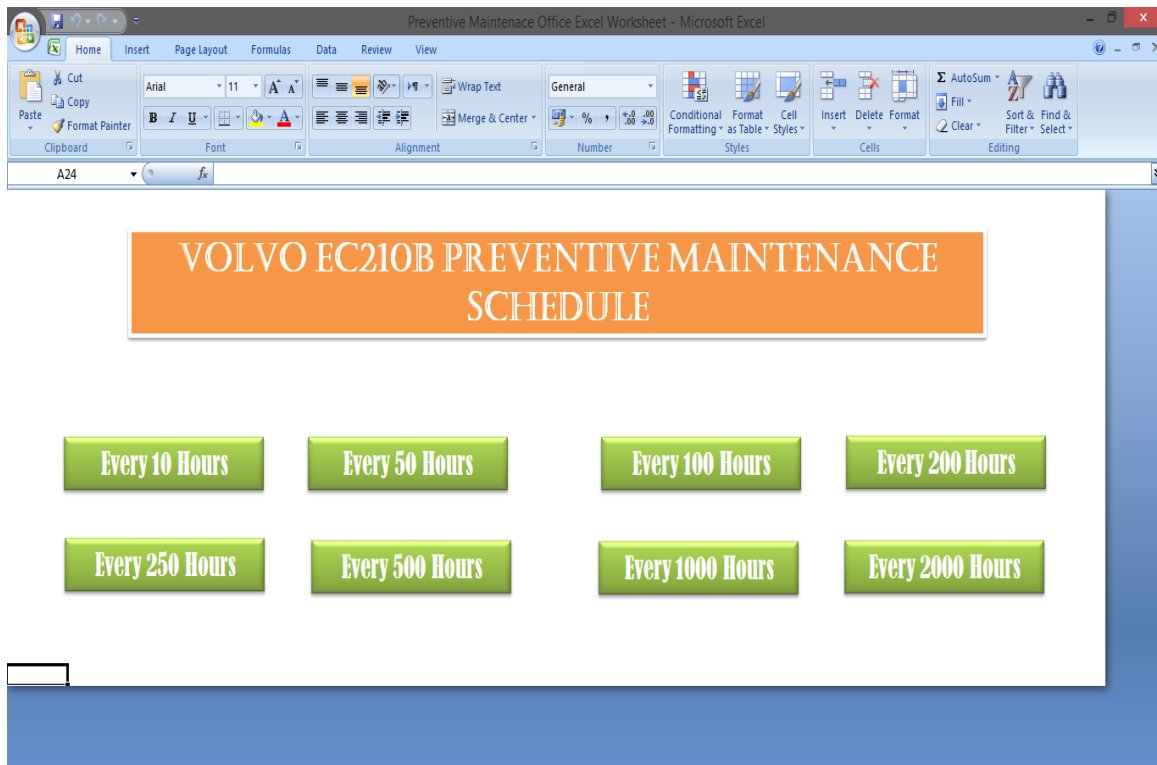 Preventive Maintenace Office Excel Worksheet - Microsoft Excel
Home Insert Page Layout Formulas Data Review View
Paste
Cut
Copy
Format Painter
Clipboard
Arial 11
B I U
Font
Wrap Text
Merge & Center
Alignment
General
% ,
Number
Conditional Formatting
Format as Table
Cell Styles
Styles
Insert Delete Format
Cells
Σ AutoSum
Fill
Clear
Sort & Filter
Find & Select
Editing
A24 fx
VOLVO EC210B PREVENTIVE MAINTENANCE
SCHEDULE
Every 10 Hours Every 50 Hours Every 100 Hours Every 200 Hours
Every 250 Hours Every 500 Hours Every 1000 Hours Every 2000 Hours